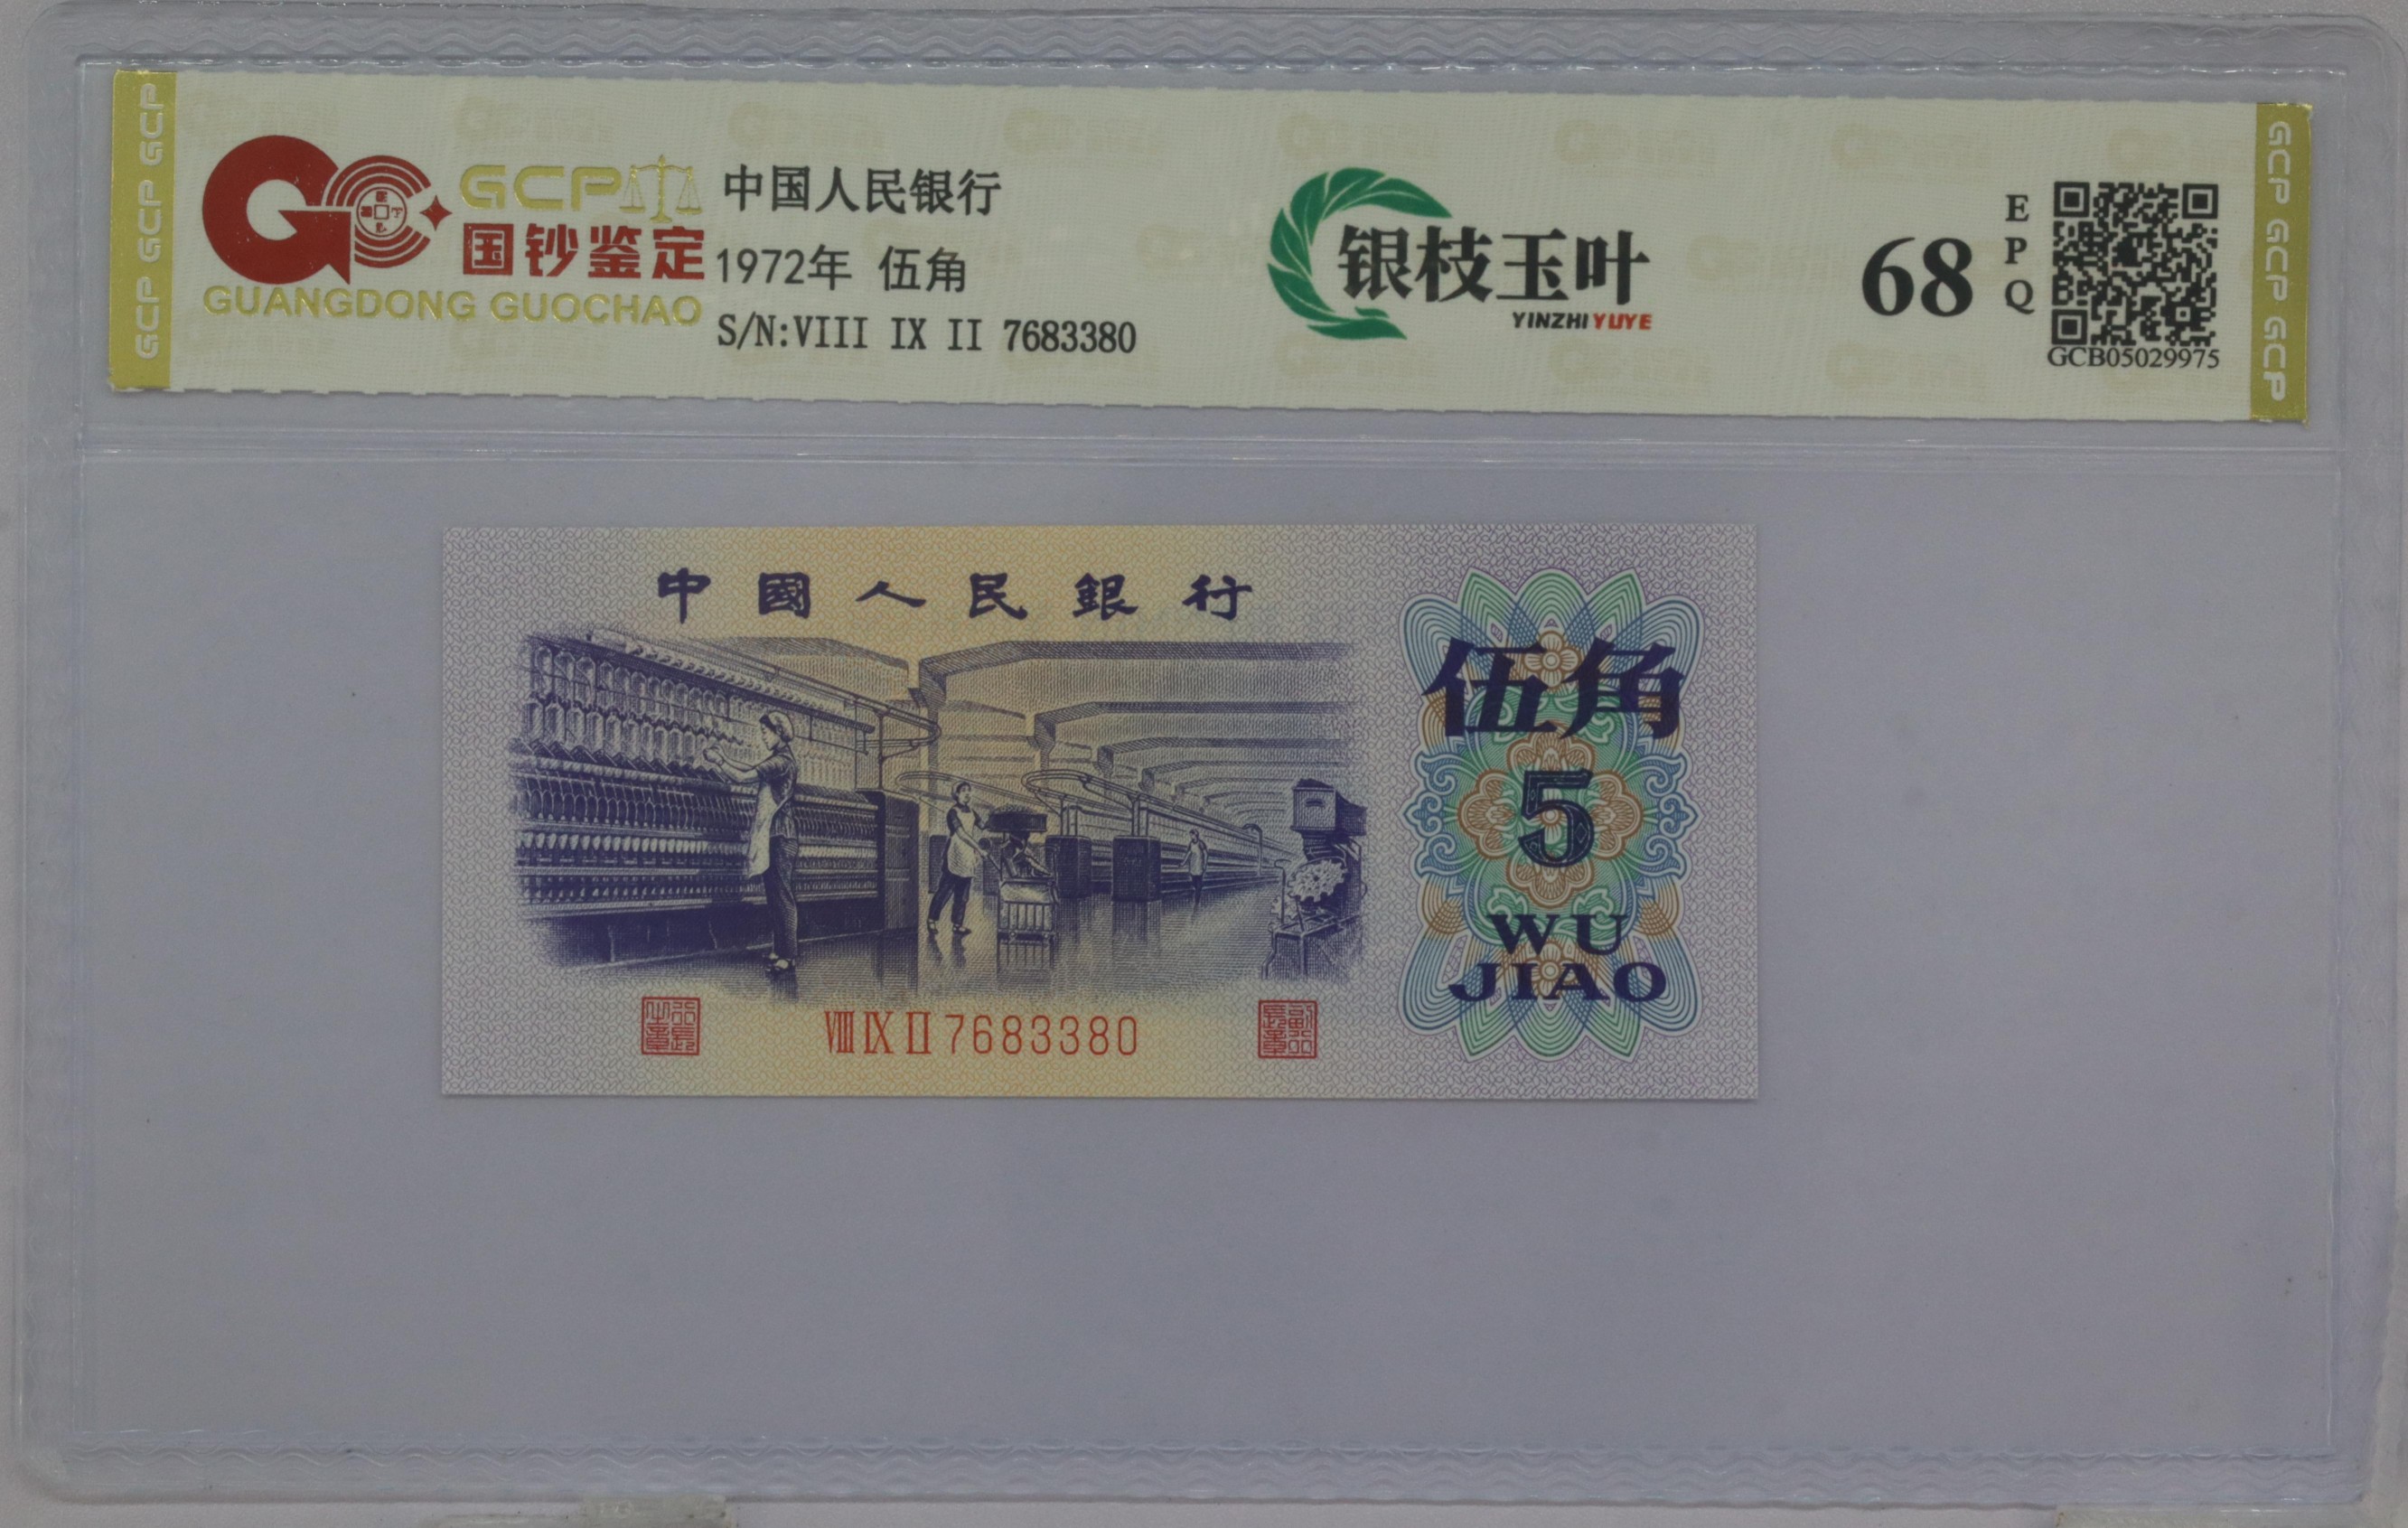 GCP GCP GCP
GCP
国钞鉴定
GUANGDONG GUOCHAO
中国人民银行
1972年 伍角
S/N:VIII IX II 7683380
银枝玉叶
YINZHI YUYE
68
EPQ
GCB05029975
GCP GCP GCP
中國人民銀行
伍角
5
WU
JIAO
VIII IX II 7683380